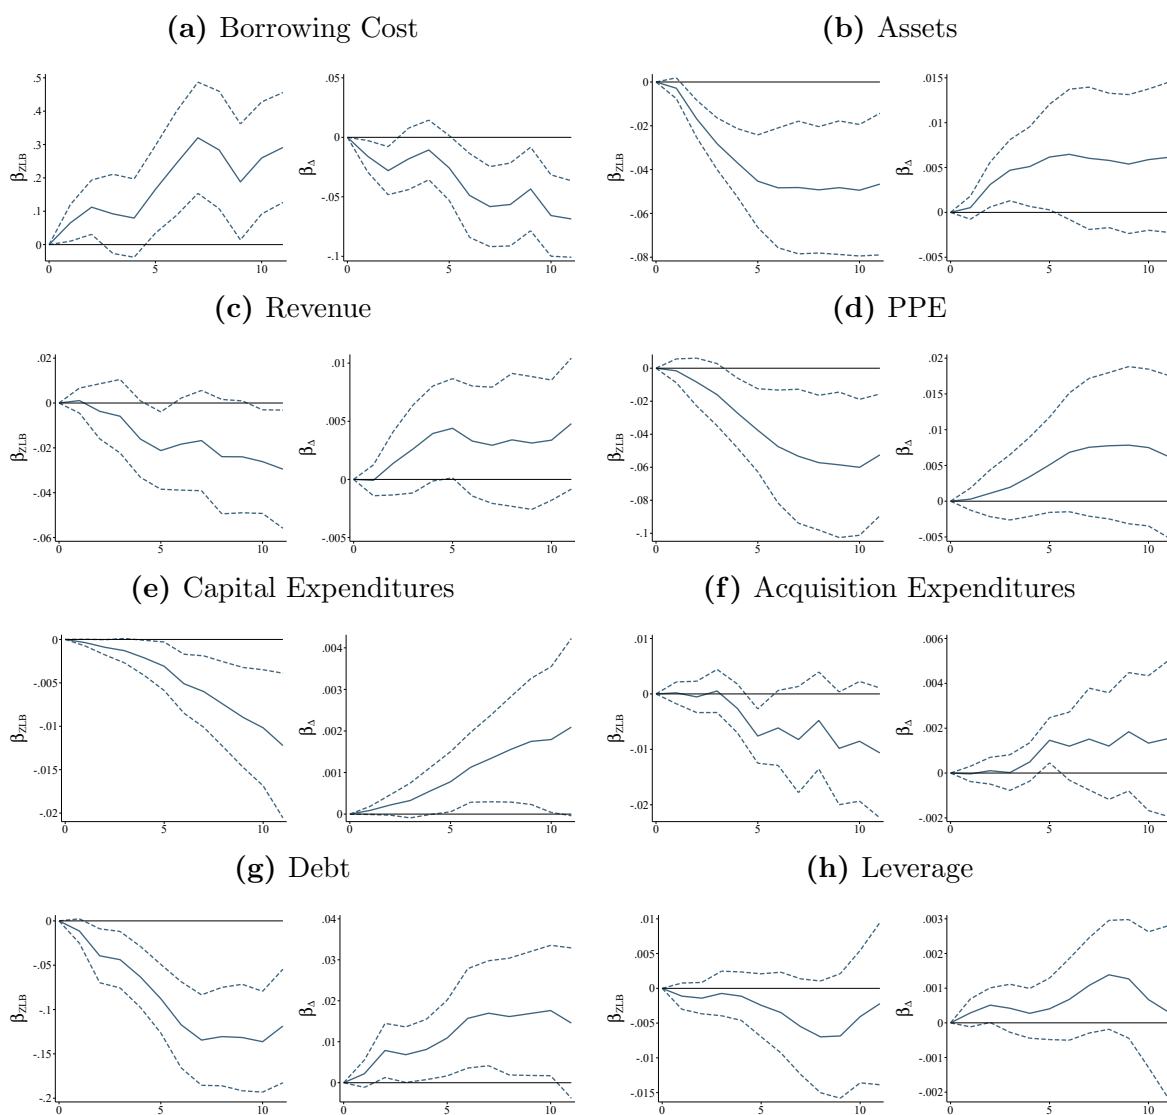 (a) Borrowing Cost
(b) Assets
.5
.4
.3
.2
.1
0
β_ZLB
0 5 10
.05
0
-.05
-.1
β_Δ
0 5 10
0
-.02
-.04
-.06
-.08
β_ZLB
0 5 10
.015
.01
.005
0
-.005
β_Δ
0 5 10
(c) Revenue
(d) PPE
.02
0
-.02
-.04
-.06
β_ZLB
0 5 10
.01
.005
0
-.005
β_Δ
0 5 10
0
-.02
-.04
-.06
-.08
-.1
β_ZLB
0 5 10
.02
.015
.01
.005
0
-.005
β_Δ
0 5 10
(e) Capital Expenditures
(f) Acquisition Expenditures
0
-.005
-.01
-.015
-.02
β_ZLB
0 5 10
.004
.003
.002
.001
0
β_Δ
0 5 10
.01
0
-.01
-.02
β_ZLB
0 5 10
.006
.004
.002
0
-.002
β_Δ
0 5 10
(g) Debt
(h) Leverage
0
-.05
-.1
-.15
-.2
β_ZLB
0 5 10
.04
.03
.02
.01
0
β_Δ
0 5 10
.01
.005
0
-.005
-.01
-.015
β_ZLB
0 5 10
.003
.002
.001
0
-.001
-.002
β_Δ
0 5 10